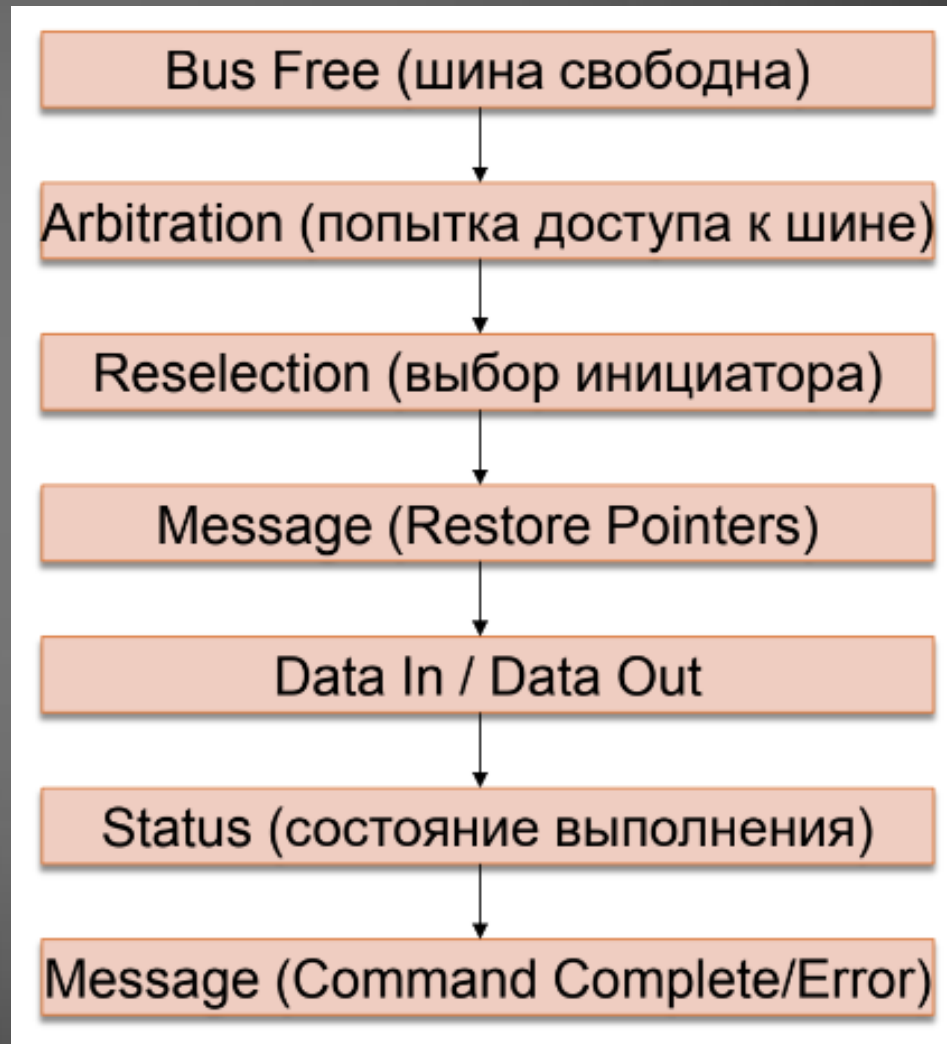 Bus Free (шина свободна)
Arbitration (попытка доступа к шине)
Reselection (выбор инициатора)
Message (Restore Pointers)
Data In / Data Out
Status (состояние выполнения)
Message (Command Complete/Error)